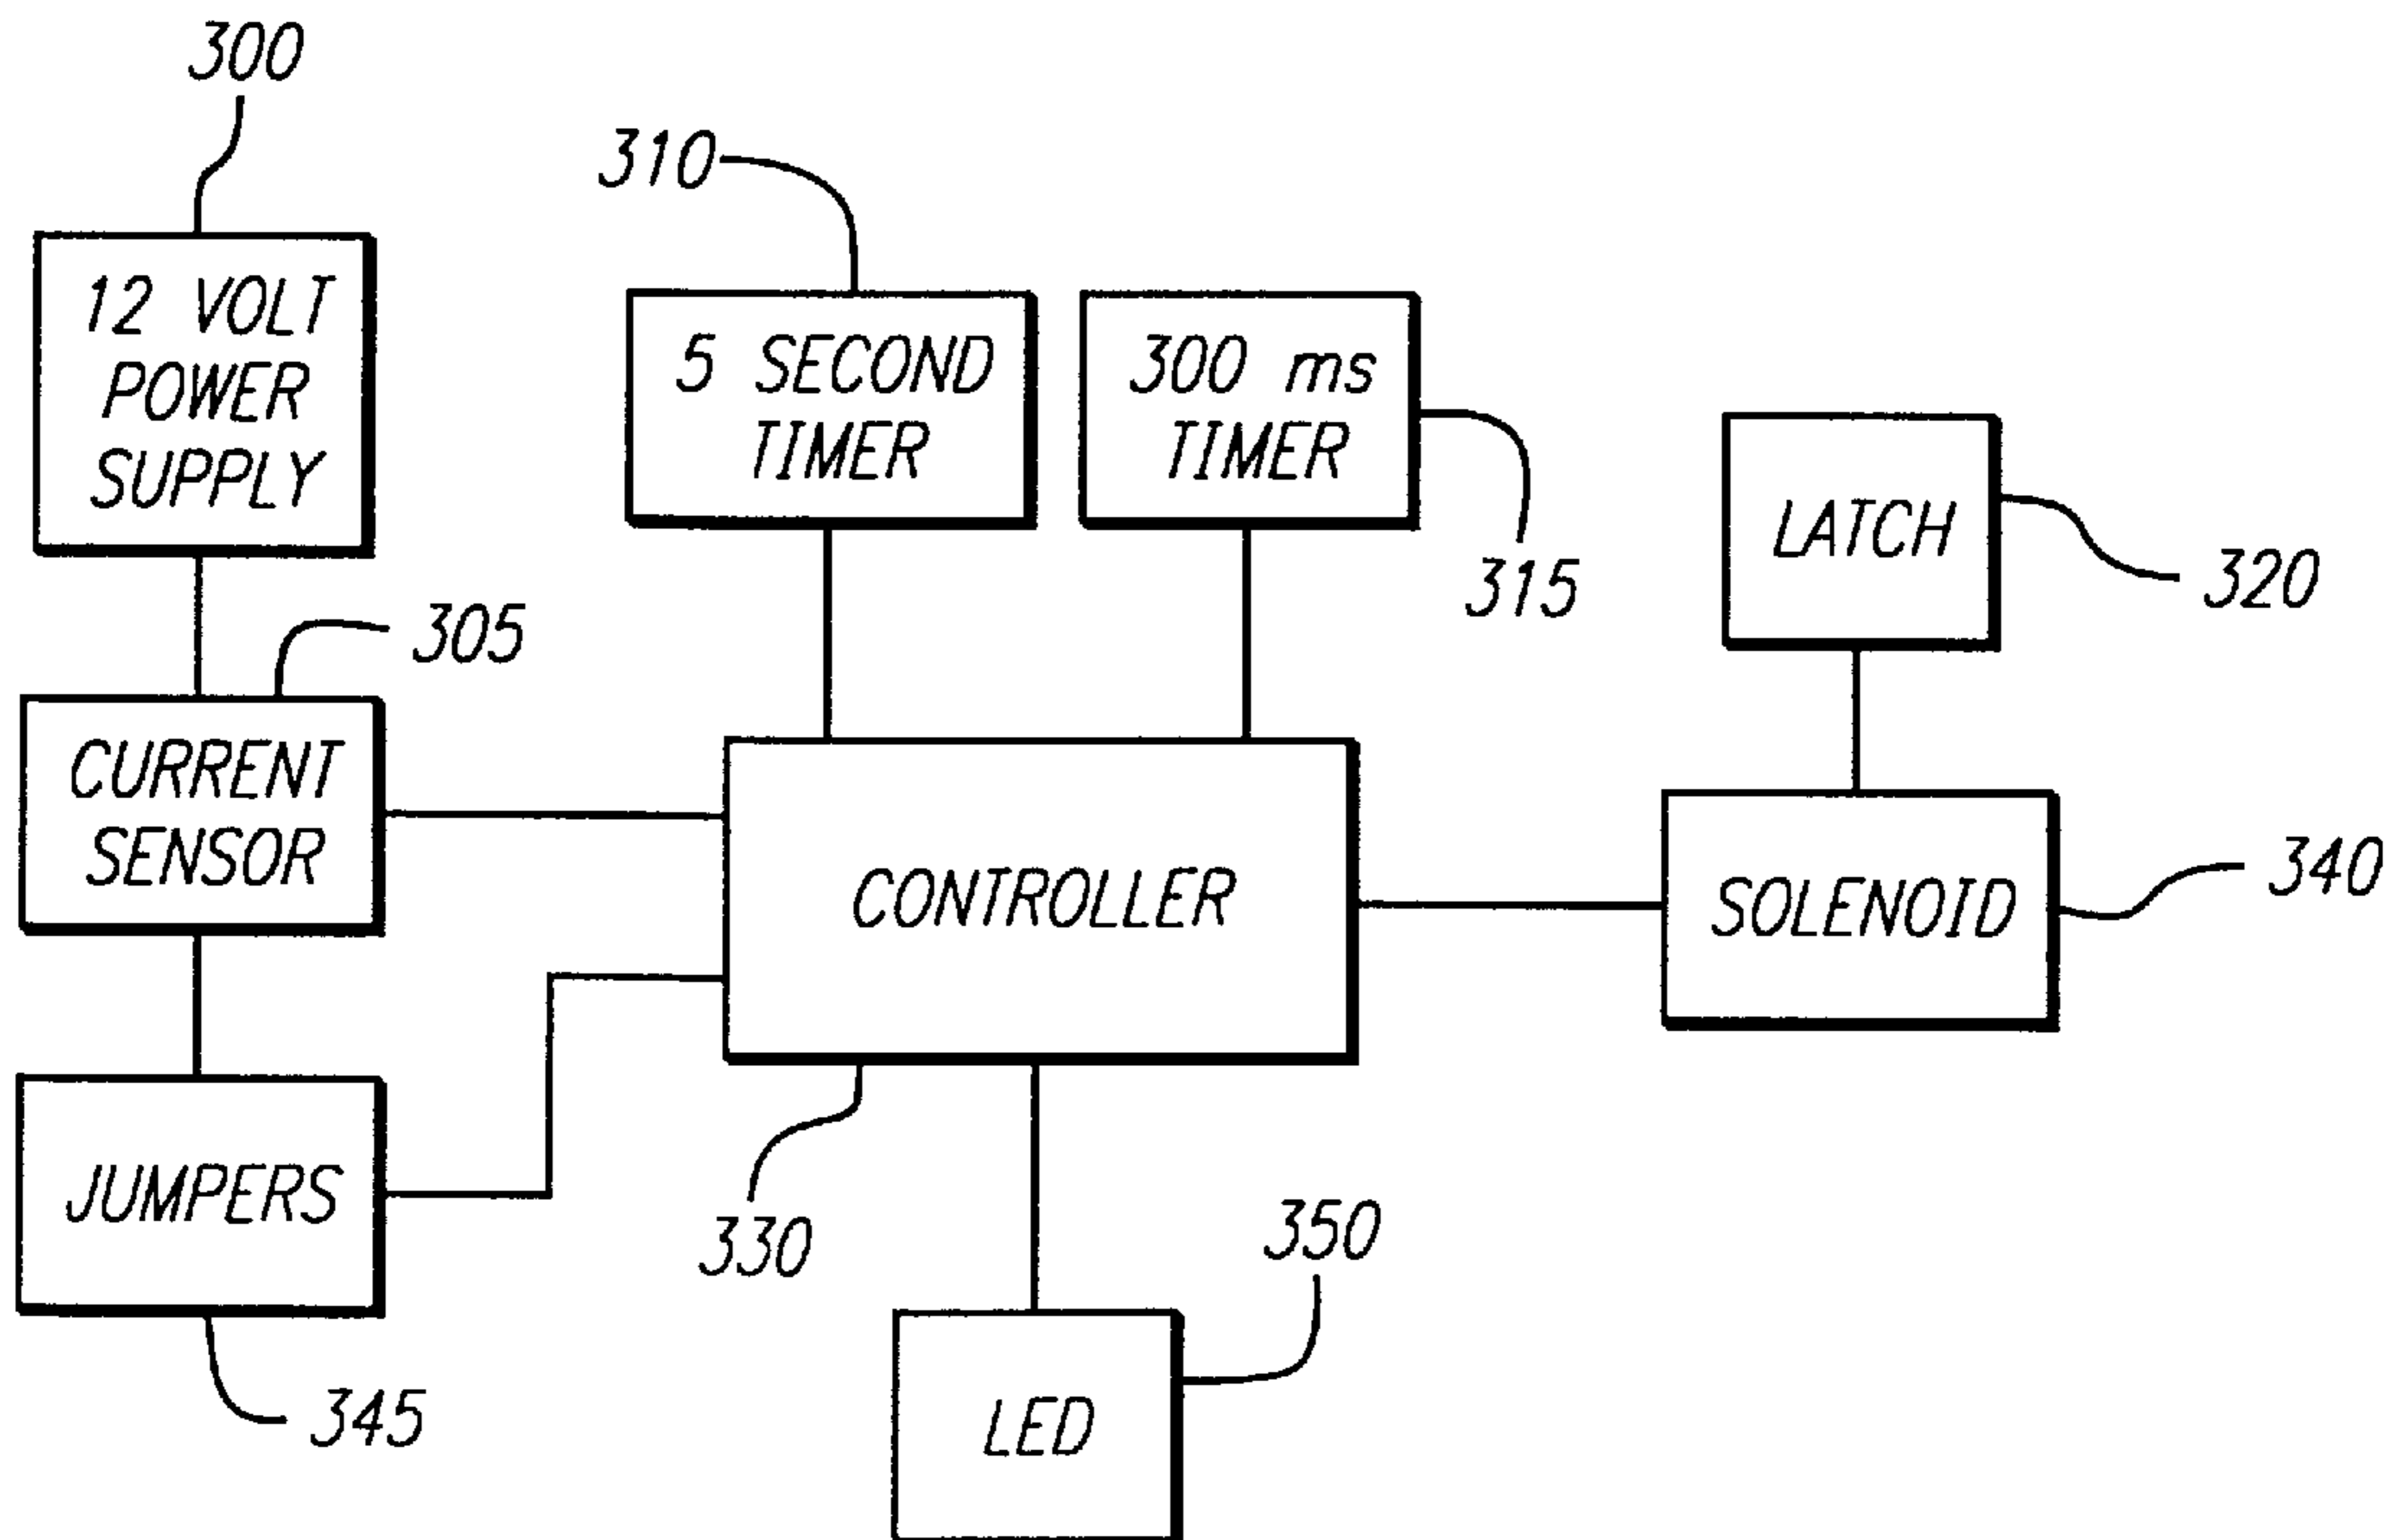 300
12 VOLT
POWER
SUPPLY
310
5 SECOND
TIMER
300 ms
TIMER
315
LATCH
320
305
CURRENT
SENSOR
CONTROLLER
330
SOLENOID
340
JUMPERS
345
350
LED